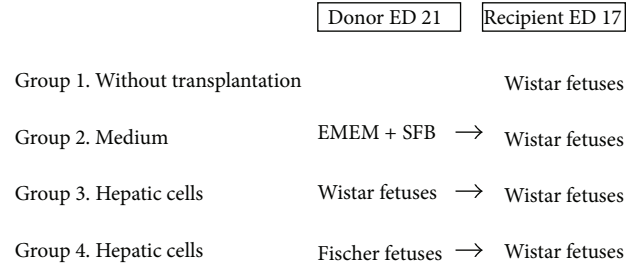 Donor ED 21 Recipient ED 17
Group 1. Without transplantation Wistar fetuses
Group 2. Medium EMEM + SFB → Wistar fetuses
Group 3. Hepatic cells Wistar fetuses → Wistar fetuses
Group 4. Hepatic cells Fischer fetuses → Wistar fetuses